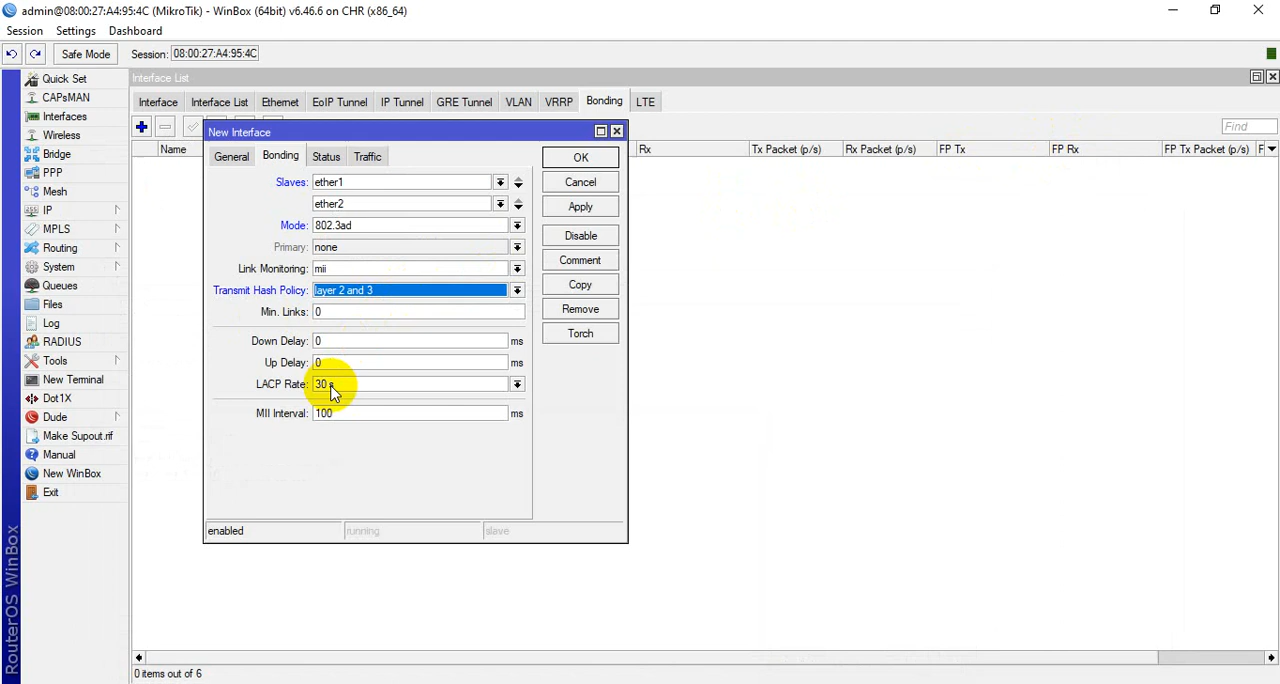 admin@08:00:27:A4:95:4C (MikroTik) - WinBox (64bit) v6.46.6 on CHR (x86_64)
Session Settings Dashboard
Safe Mode Session: 08:00:27:A4:95:4C
Quick Set
CAPsMAN
Interfaces
Wireless
Bridge
PPP
Mesh
IP
MPLS
Routing
System
Queues
Files
Log
RADIUS
Tools
New Terminal
Dot1X
Dude
Make Supout.rif
Manual
New WinBox
Exit
RouterOS WinBox
Interface List
Interface Interface List Ethernet EoIP Tunnel IP Tunnel GRE Tunnel VLAN VRRP Bonding LTE
Find
Name Rx Tx Packet (p/s) Rx Packet (p/s) FP Tx FP Rx FP Tx Packet (p/s) F
New Interface
General Bonding Status Traffic
Slaves: ether1
ether2
Mode: 802.3ad
Primary: none
Link Monitoring: mii
Transmit Hash Policy: layer 2 and 3
Min. Links: 0
Down Delay: 0 ms
Up Delay: 0 ms
LACP Rate: 30 s
MII Interval: 100 ms
OK
Cancel
Apply
Disable
Comment
Copy
Remove
Torch
enabled running slave
0 items out of 6